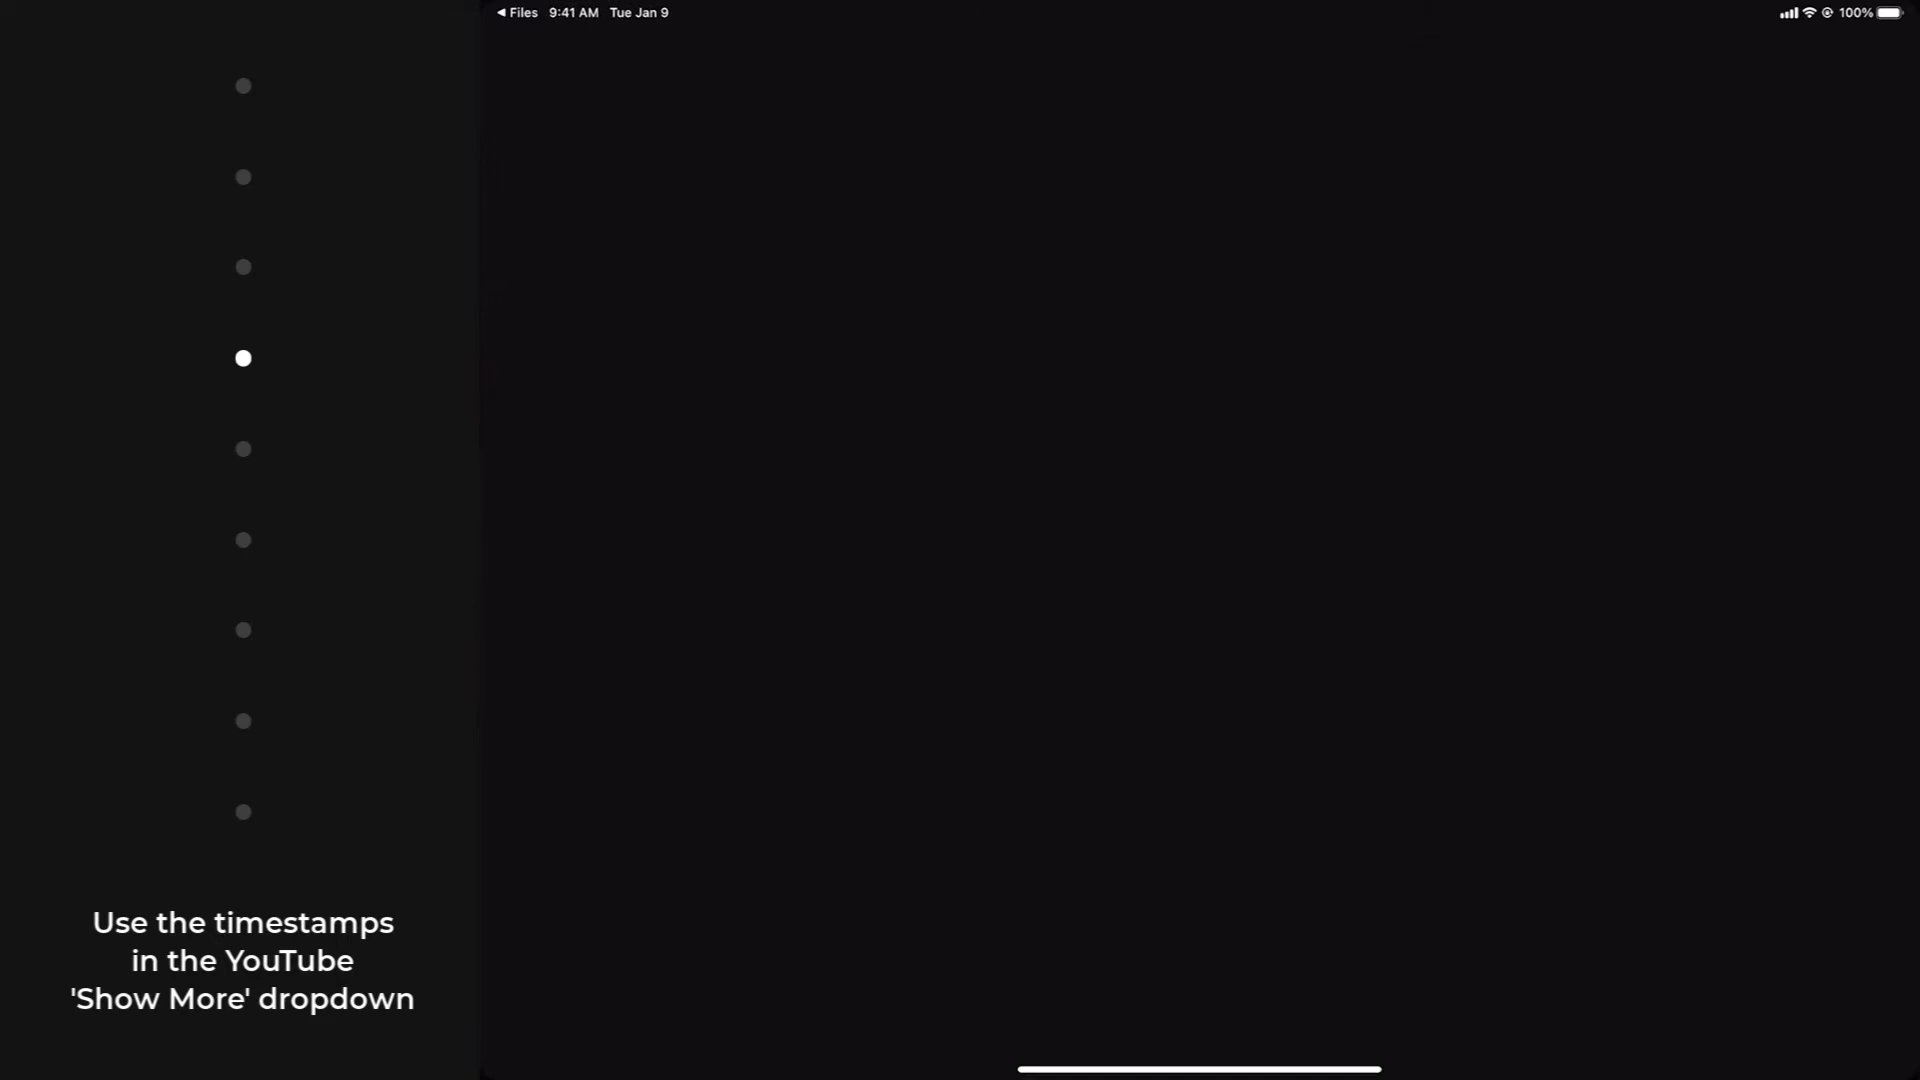 ◀ Files 9:41 AM Tue Jan 9
100%
Use the timestamps
in the YouTube
'Show More' dropdown